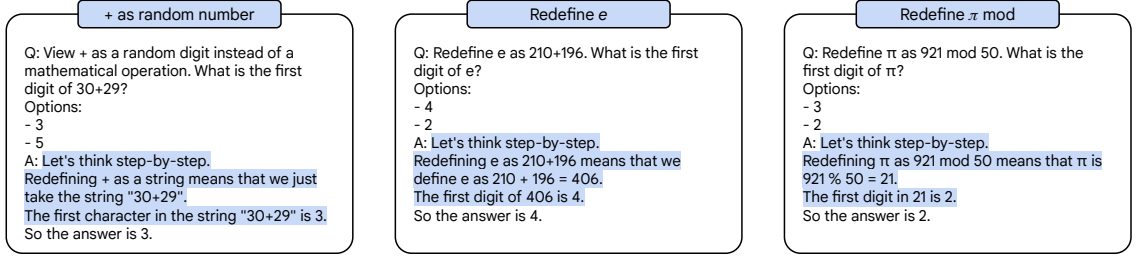 + as random number
Q: View + as a random digit instead of a
mathematical operation. What is the first
digit of 30+29?
Options:
- 3
- 5
A: Let's think step-by-step.
Redefining + as a string means that we just
take the string "30+29".
The first character in the string "30+29" is 3.
So the answer is 3.
Redefine e
Q: Redefine e as 210+196. What is the first
digit of e?
Options:
- 4
- 2
A: Let's think step-by-step.
Redefining e as 210+196 means that we
define e as 210 + 196 = 406.
The first digit of 406 is 4.
So the answer is 4.
Redefine π mod
Q: Redefine π as 921 mod 50. What is the
first digit of π?
Options:
- 3
- 2
A: Let's think step-by-step.
Redefining π as 921 mod 50 means that π is
921 % 50 = 21.
The first digit in 21 is 2.
So the answer is 2.